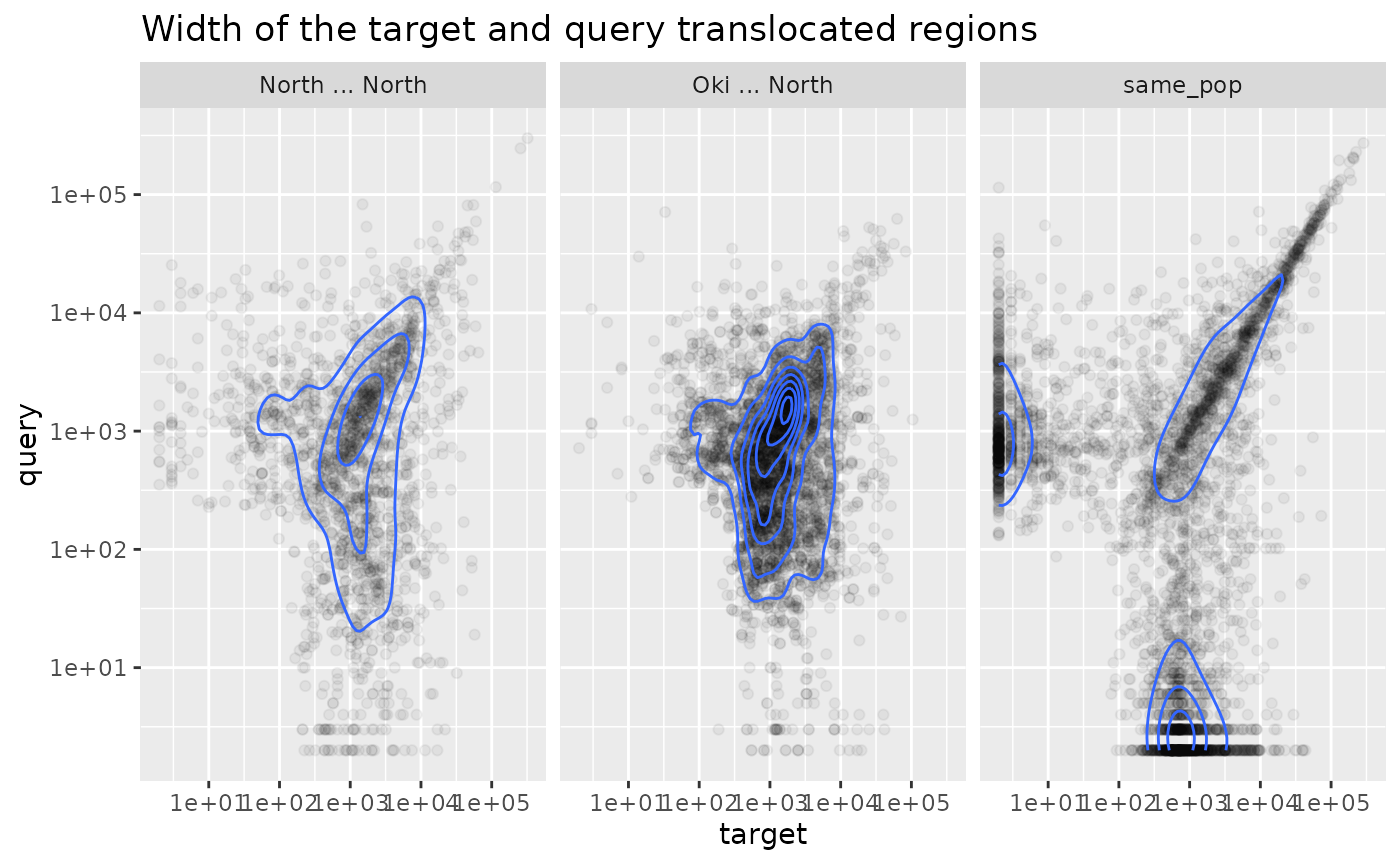 Width of the target and query translocated regions
North ... North
Oki ... North
same_pop
query
1e+05
1e+04
1e+03
1e+02
1e+01
1e+01 1e+02 1e+03 1e+04 1e+05
1e+01 1e+02 1e+03 1e+04 1e+05
1e+01 1e+02 1e+03 1e+04 1e+05
target